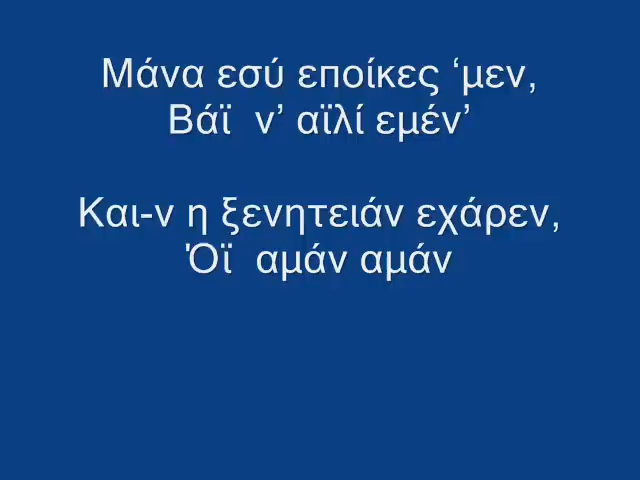 Μάνα εσύ εποίκες ‘μεν,
Βάϊ  ν’ αϊλί εμέν’
Και-ν η ξενητειάν εχάρεν,
Όϊ  αμάν αμάν